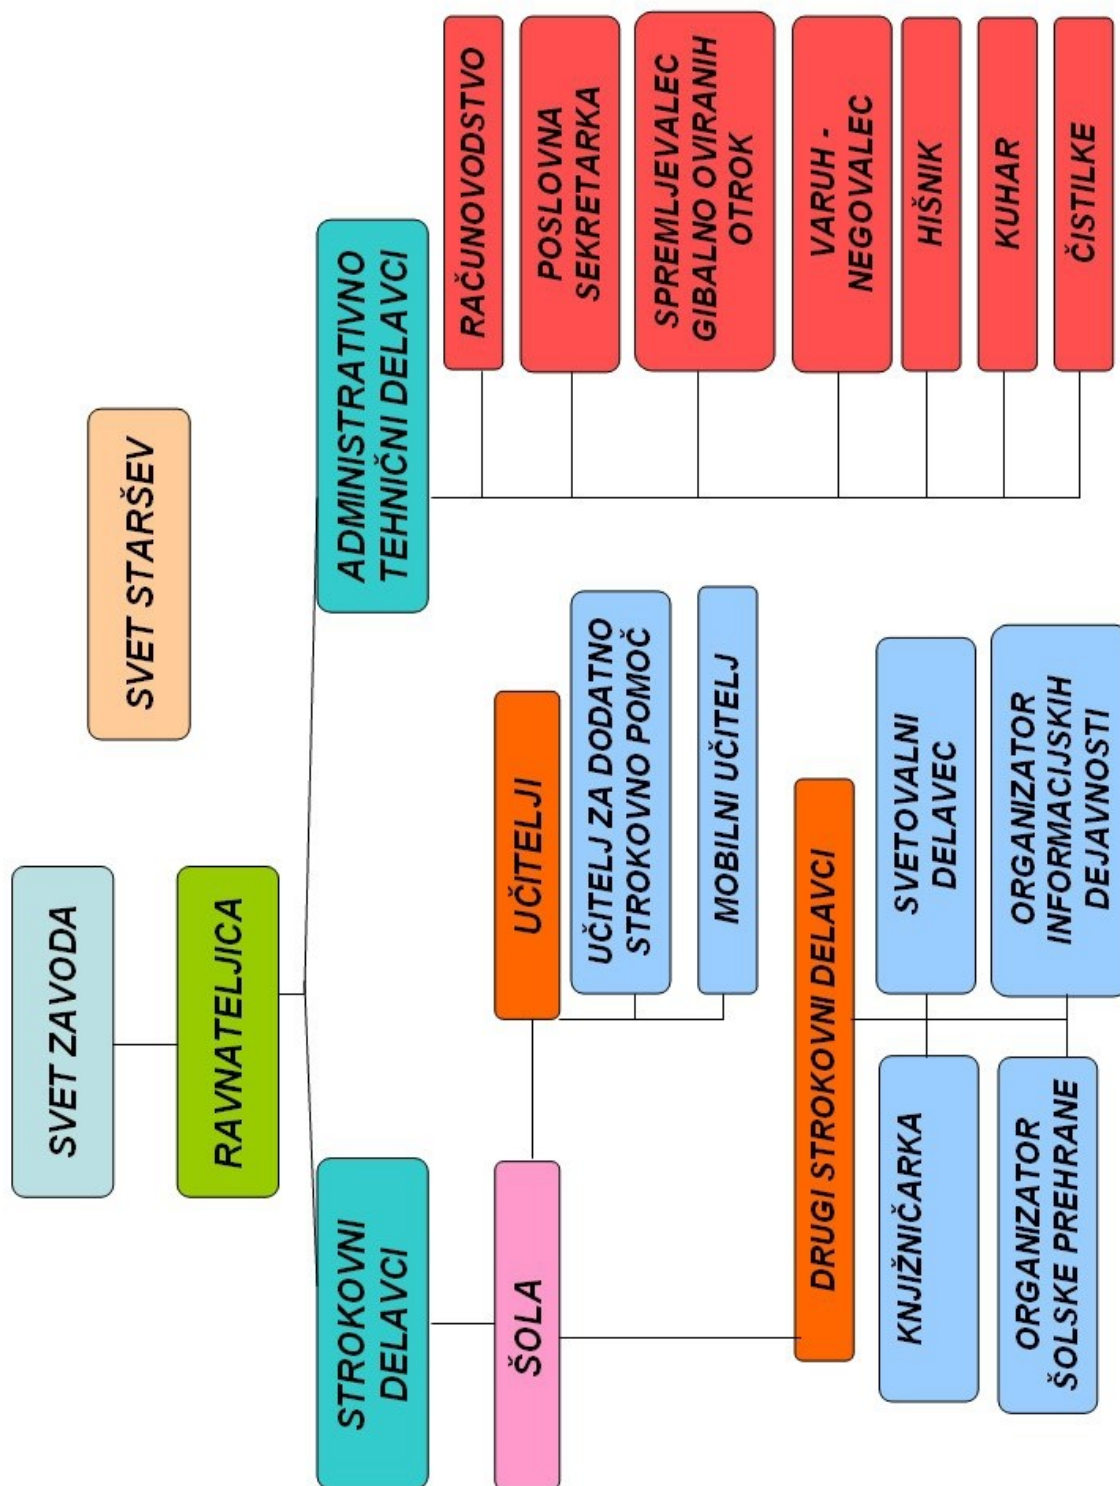 SVET ZAVODA
SVET STARŠEV
RAVNATELJICA
STROKOVNI
DELAVCI
ADMINISTRATIVNO
TEHNIČNI DELAVCI
ŠOLA
UČITELJI
UČITELJ ZA DODATNO
STROKOVNO POMOČ
MOBILNI UČITELJ
DRUGI STROKOVNI DELAVCI
KNJIŽNIČARKA
SVETOVALNI
DELAVEC
ORGANIZATOR
ŠOLSKE PREHRANE
ORGANIZATOR
INFORMACIJSKIH
DEJAVNOSTI
RAČUNOVODSTVO
POSLOVNA
SEKRETARKA
SPREMLJEVALEC
GIBALNO OVIRANIH
OTROK
VARUH -
NEGOVALEC
HIŠNIK
KUHAR
ČISTILKE